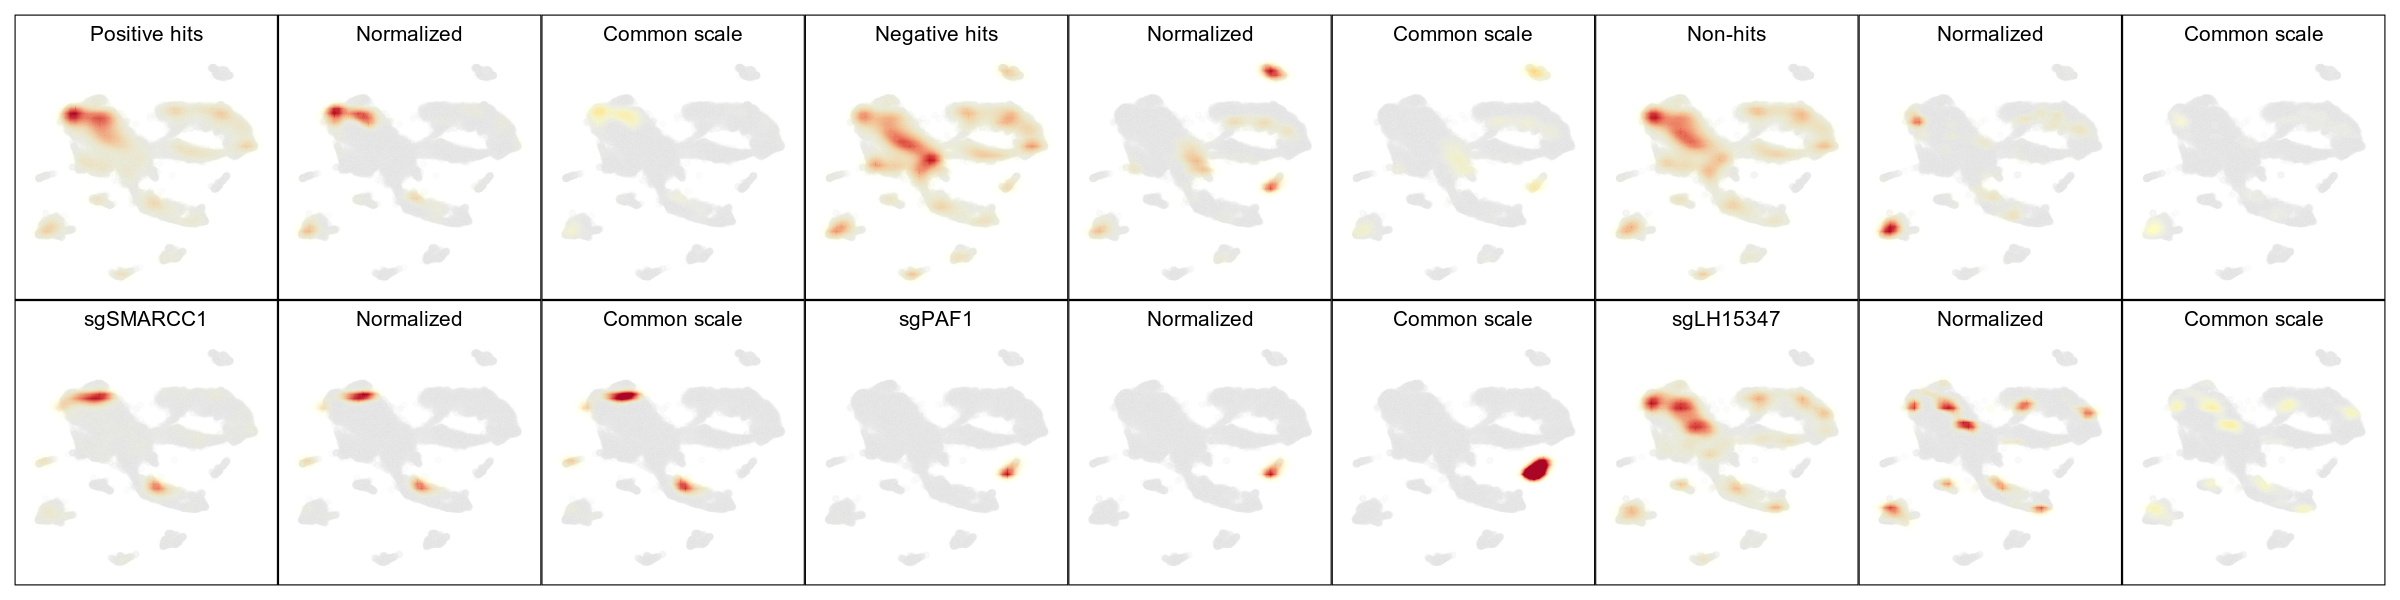 Positive hits
Normalized
Common scale
Negative hits
Normalized
Common scale
Non-hits
Normalized
Common scale
sgSMARCC1
Normalized
Common scale
sgPAF1
Normalized
Common scale
sgLH15347
Normalized
Common scale